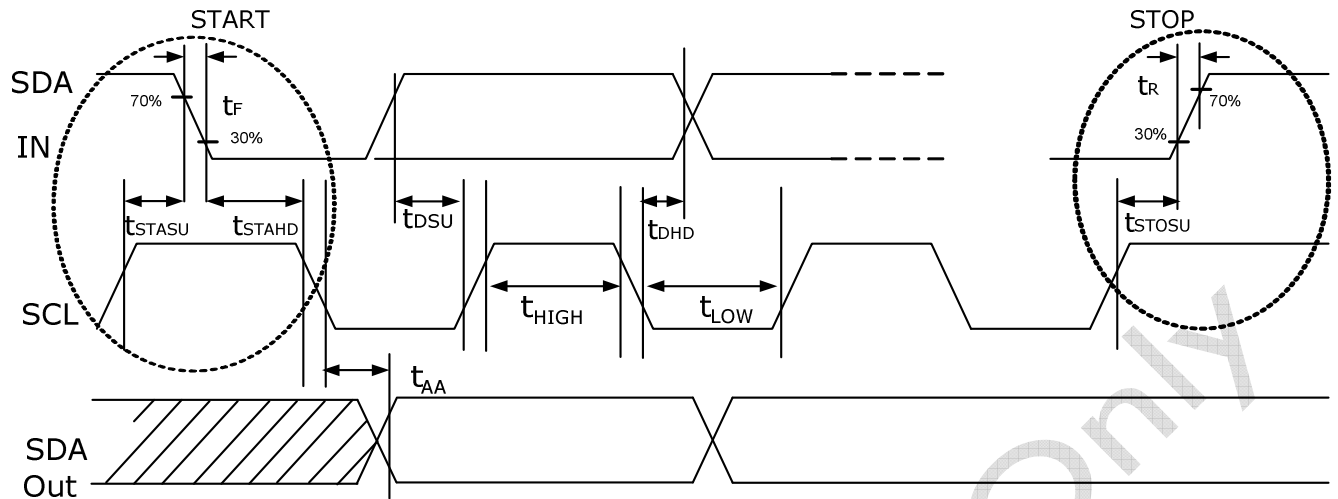 START
STOP
SDA
IN
70%
tF
30%
tR
70%
30%
tSTASU
tSTAHD
tDSU
tDHD
tSTOSU
SCL
tHIGH
tLOW
tAA
SDA
Out
Only